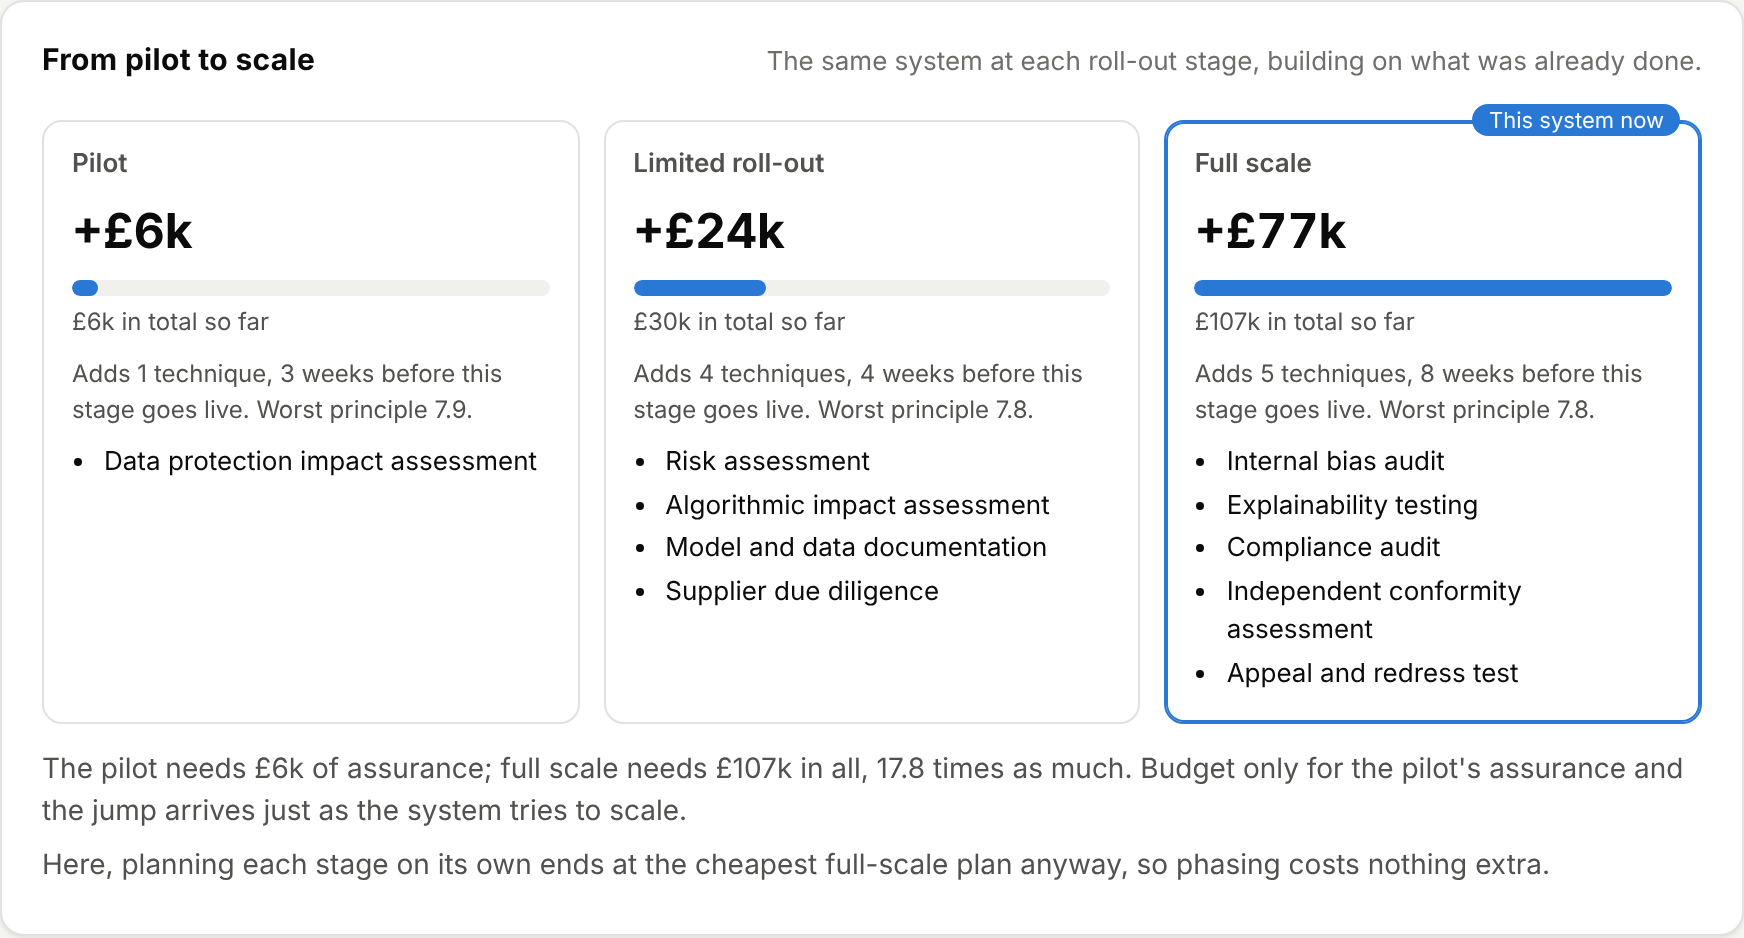 From pilot to scale
The same system at each roll-out stage, building on what was already done.
Pilot
+£6k
£6k in total so far
Adds 1 technique, 3 weeks before this
stage goes live. Worst principle 7.9.
• Data protection impact assessment
Limited roll-out
+£24k
£30k in total so far
Adds 4 techniques, 4 weeks before this
stage goes live. Worst principle 7.8.
• Risk assessment
• Algorithmic impact assessment
• Model and data documentation
• Supplier due diligence
This system now
Full scale
+£77k
£107k in total so far
Adds 5 techniques, 8 weeks before this
stage goes live. Worst principle 7.8.
• Internal bias audit
• Explainability testing
• Compliance audit
• Independent conformity
assessment
• Appeal and redress test
The pilot needs £6k of assurance; full scale needs £107k in all, 17.8 times as much. Budget only for the pilot's assurance and
the jump arrives just as the system tries to scale.
Here, planning each stage on its own ends at the cheapest full-scale plan anyway, so phasing costs nothing extra.